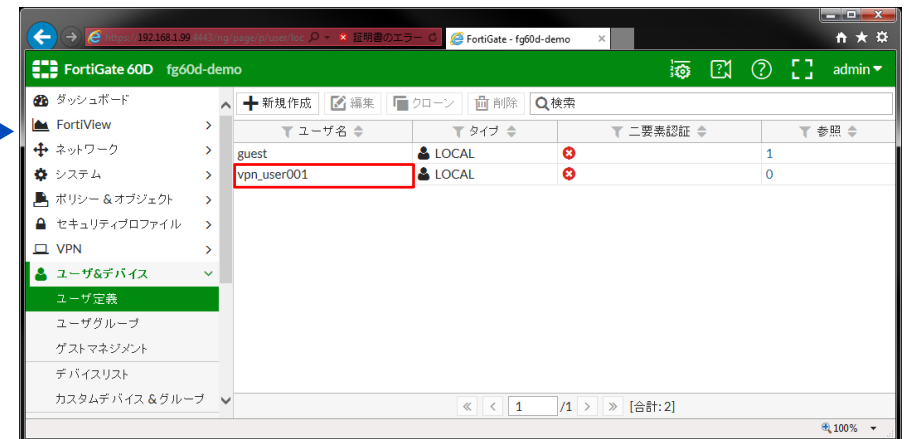 https://192.168.1.99:4443/ng/page/p/user/loc 証明書のエラー FortiGate - fg60d-demo
FortiGate 60D fg60d-demo admin
ダッシュボード
FortiView
ネットワーク
システム
ポリシー & オブジェクト
セキュリティプロファイル
VPN
ユーザ&デバイス
ユーザ定義
ユーザグループ
ゲストマネジメント
デバイスリスト
カスタムデバイス & グループ
新規作成 編集 クローン 削除 検索
ユーザ名 タイプ 二要素認証 参照
guest LOCAL 1
vpn_user001 LOCAL 0
« < 1 /1 > » [合計: 2]
100%